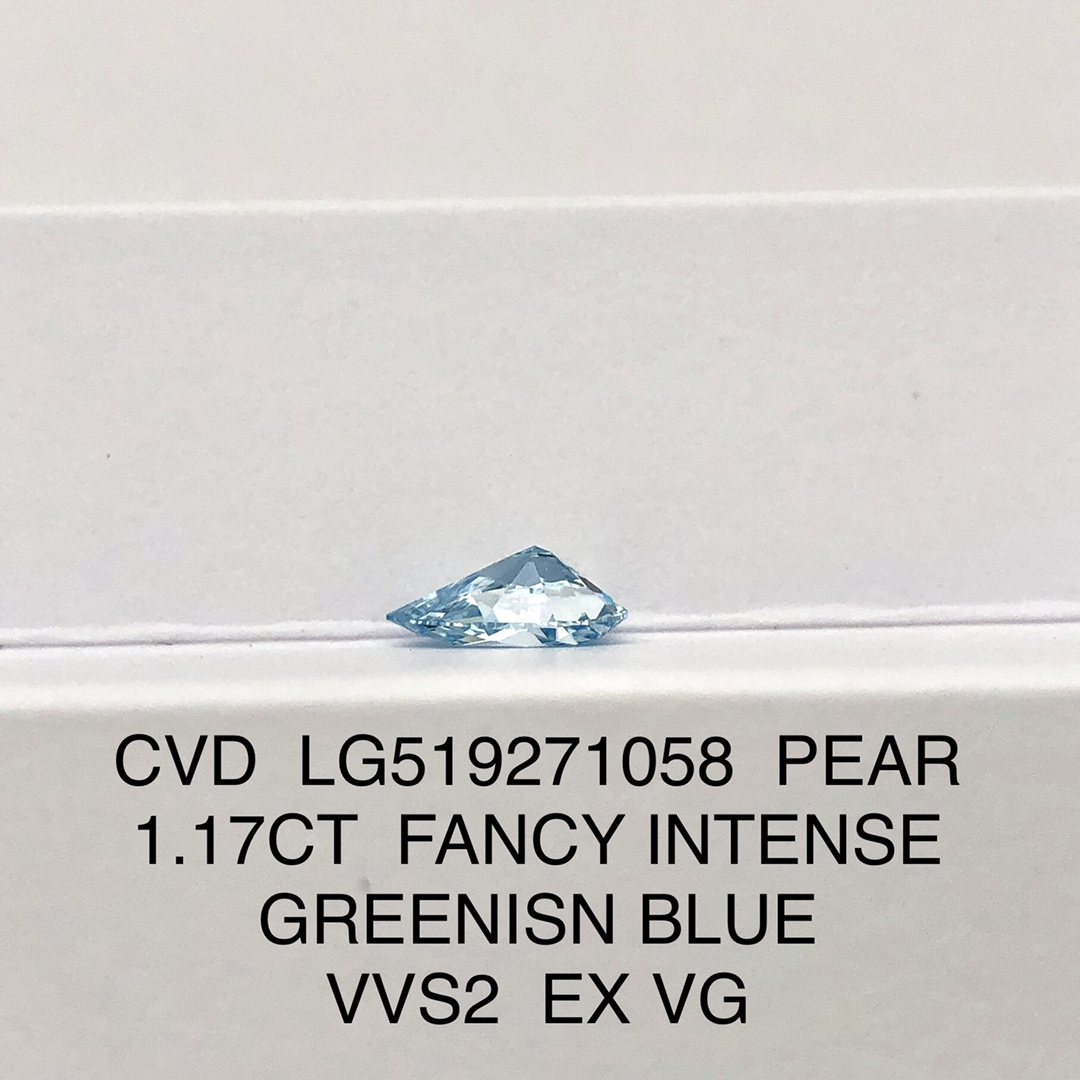 CVD LG519271058 PEAR
1.17CT FANCY INTENSE
GREENISN BLUE
VVS2 EX VG